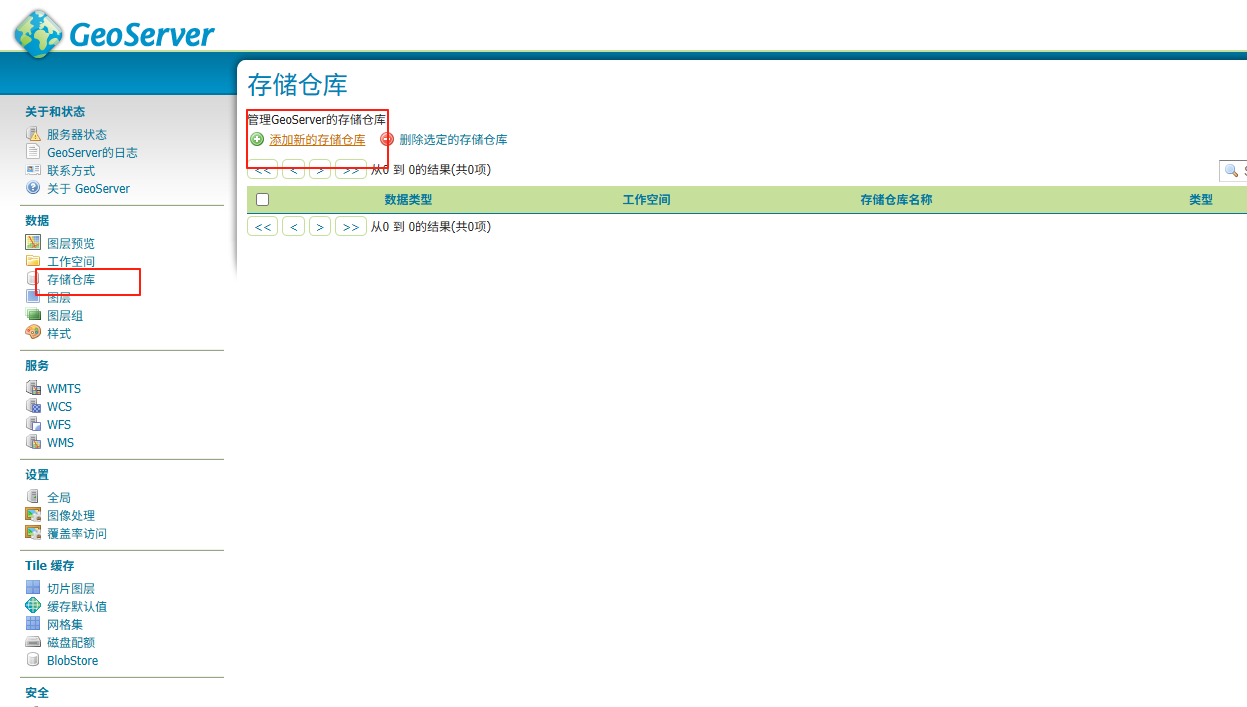 GeoServer
关于和状态
服务器状态
GeoServer的日志
联系方式
关于 GeoServer
数据
图层预览
工作空间
存储仓库
图层
图层组
样式
服务
WMTS
WCS
WFS
WMS
设置
全局
图像处理
覆盖率访问
Tile 缓存
切片图层
缓存默认值
网格集
磁盘配额
BlobStore
安全
存储仓库
管理GeoServer的存储仓库
添加新的存储仓库 删除选定的存储仓库
<< < > >> 从0 到 0的结果(共0项)
数据类型 工作空间 存储仓库名称 类型
<< < > >> 从0 到 0的结果(共0项)